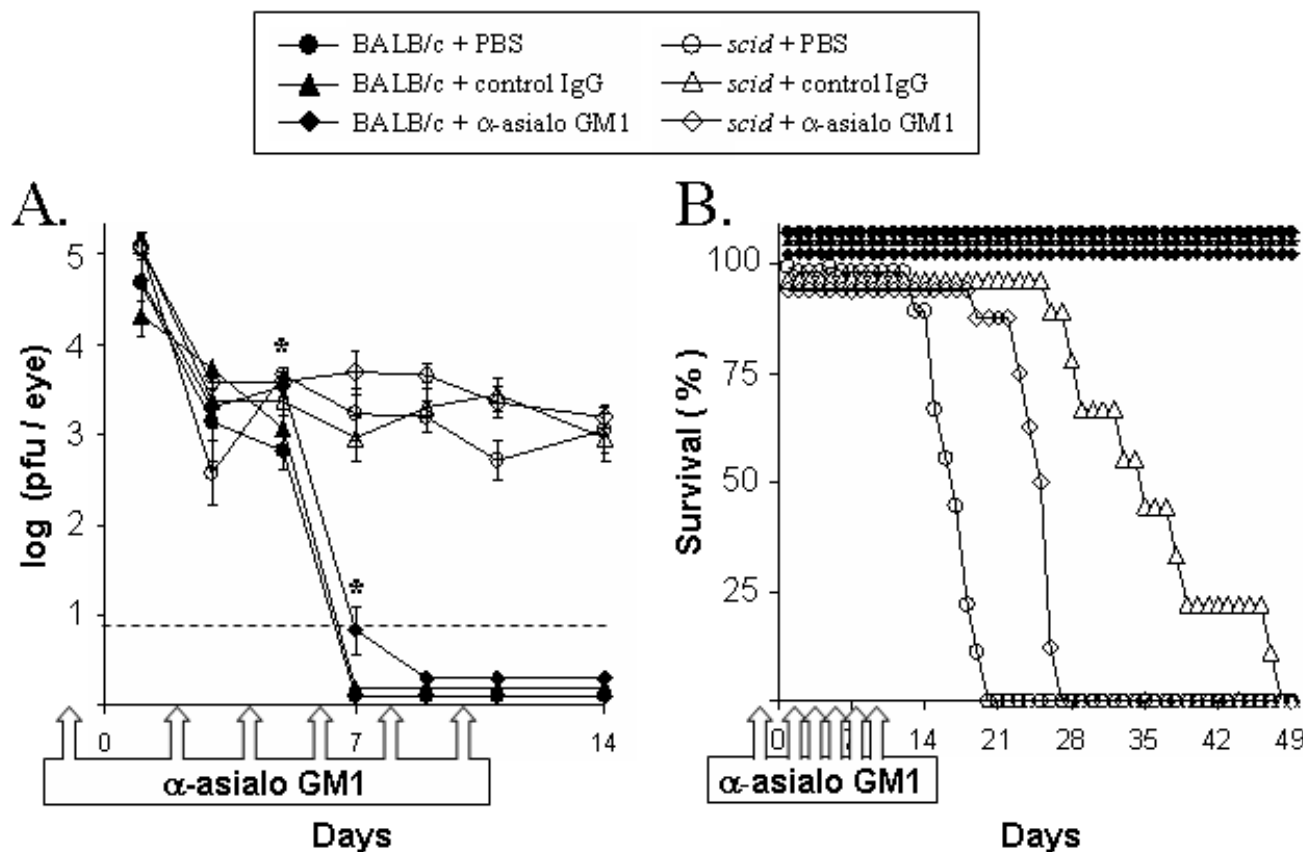 BALB/c + PBS
BALB/c + control IgG
BALB/c + α-asialo GM1
scid + PBS
scid + control IgG
scid + α-asialo GM1
A.
log (pfu / eye)
5
4
3
2
1
*
*
0 7 14
α-asialo GM1
Days
B.
Survival (%)
100
75
50
25
0 7 14 21 28 35 42 49
α-asialo GM1
Days